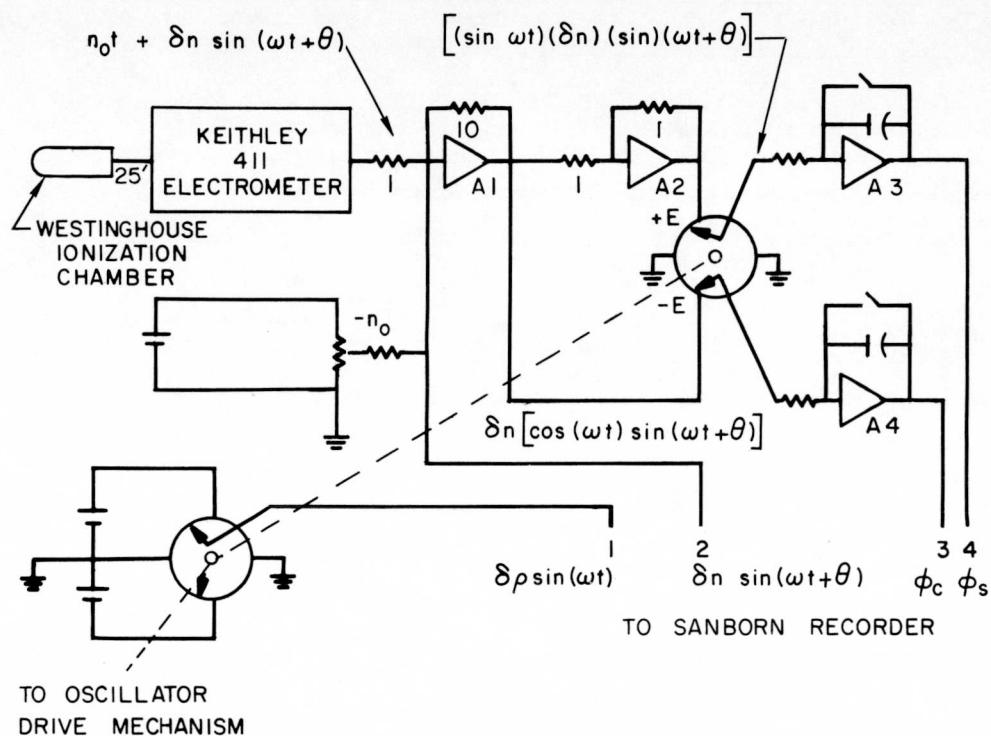 n₀t + δn sin (ωt+θ)
[(sin ωt)(δn)(sin)(ωt+θ)]
KEITHLEY
411
ELECTROMETER
25'
WESTINGHOUSE
IONIZATION
CHAMBER
1
10
A1
1
1
A2
A3
+E
-E
-n₀
A4
δn[cos (ωt) sin (ωt+θ)]
1
2
3
4
δρ sin(ωt)
δn sin(ωt+θ)
ϕc
ϕs
TO SANBORN RECORDER
TO OSCILLATOR
DRIVE MECHANISM